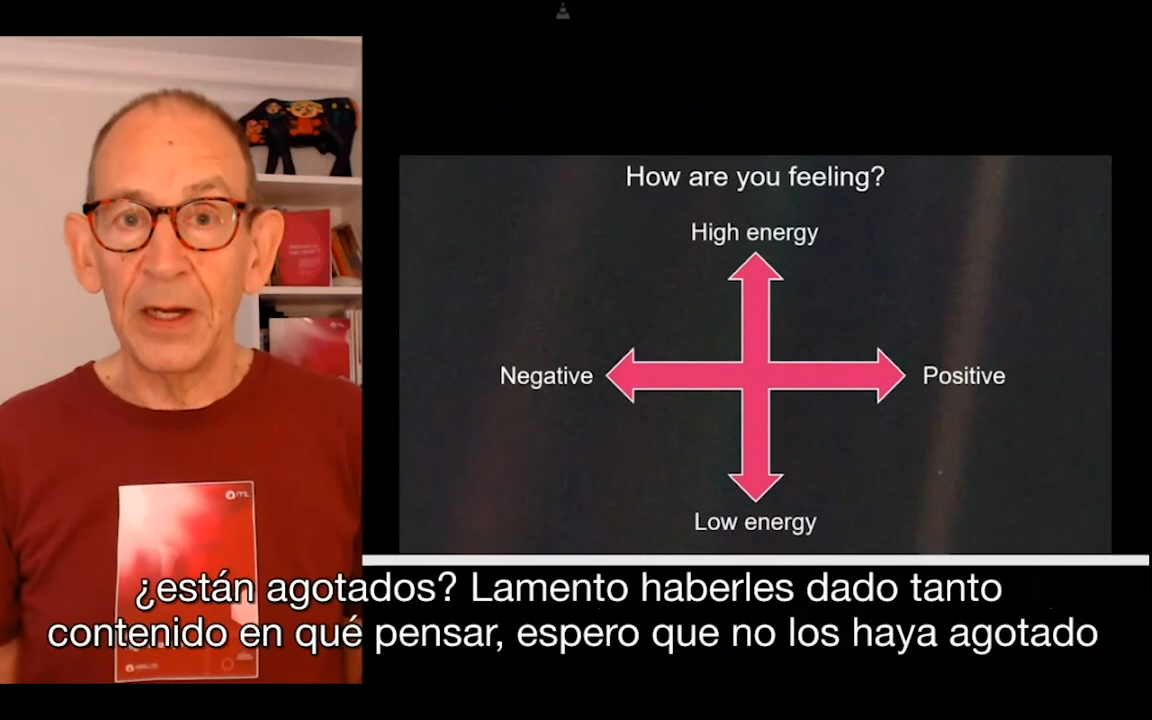 How are you feeling?
High energy
Negative
Positive
Low energy
ITIL
¿están agotados? Lamento haberles dado tanto
contenido en qué pensar, espero que no los haya agotado